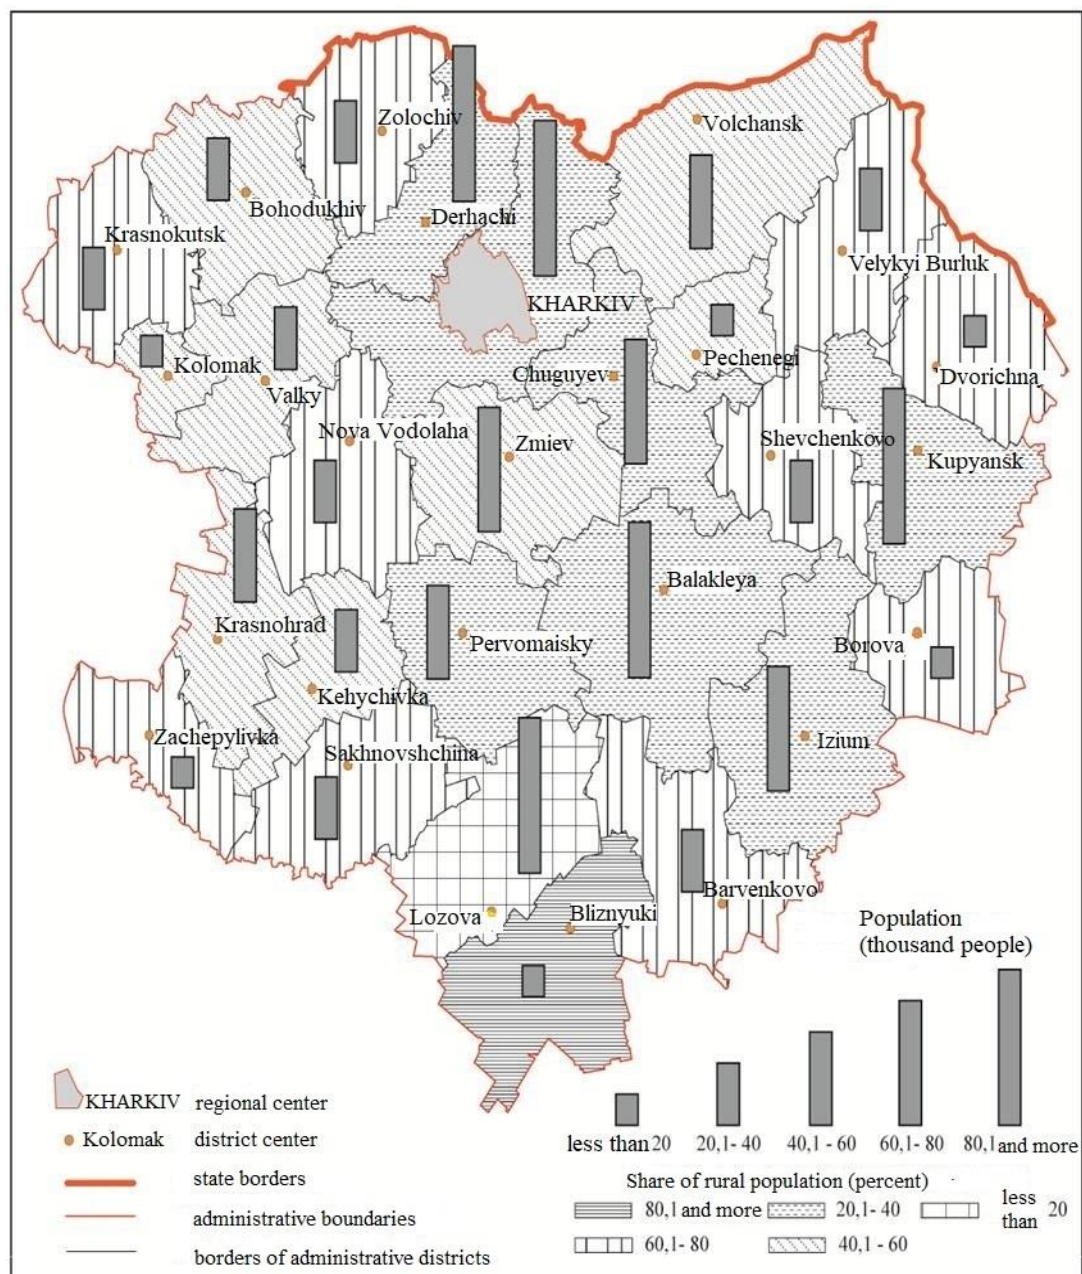 Zolochiv
Volchansk
Bohodukhiv
Derhachi
Krasnokutsk
Velykyi Burluk
KHARKIV
Kolomak
Pechenegi
Chuguyev
Dvorichna
Valky
Nova Vodolaha
Zmiev
Shevchenkovo
Kupyansk
Balakleya
Krasnohrad
Pervomaisky
Borova
Kehychivka
Zachepylivka
Sakhnovshchina
Izium
Barvenkovo
Lozova
Bliznyuki
Population
(thousand people)
less than 20
20,1- 40
40,1 - 60
60,1 - 80
80,1 and more
KHARKIV regional center
Kolomak district center
state borders
administrative boundaries
borders of administrative districts
Share of rural population (percent)
80,1 and more
20,1- 40
less than 20
60,1- 80
40,1 - 60